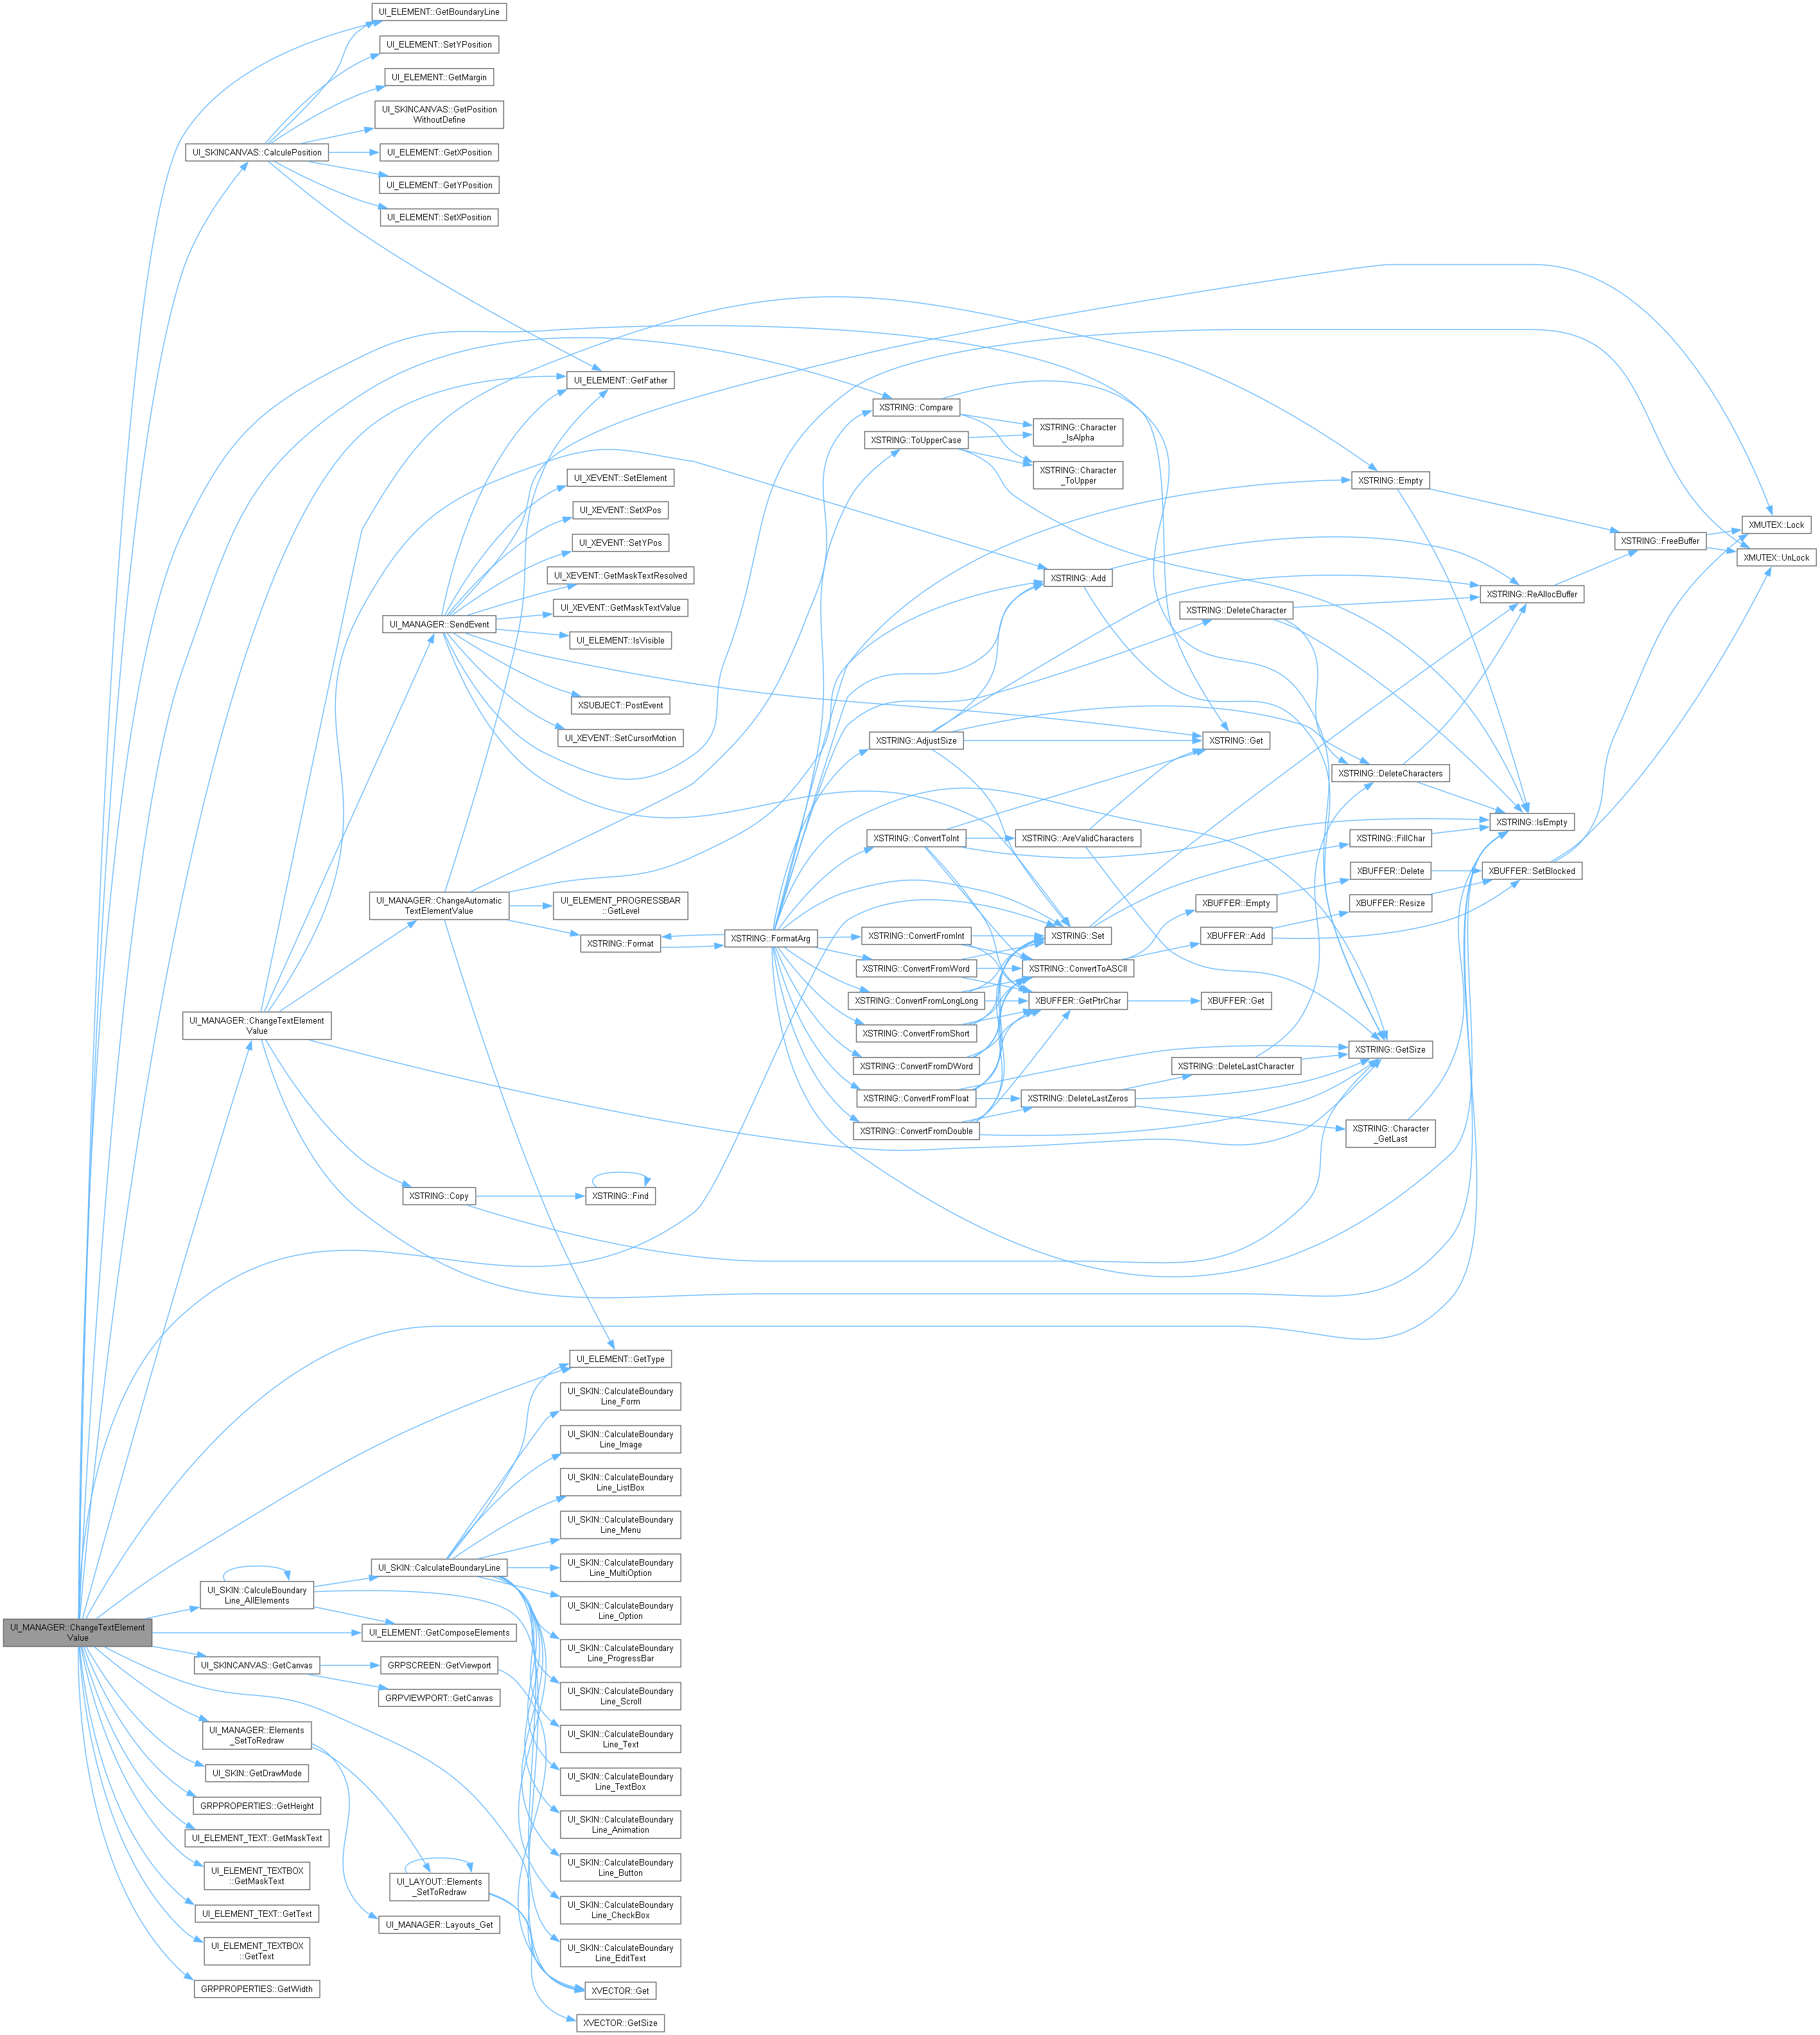 UI_ELEMENT::GetBoundaryLine
UI_ELEMENT::SetYPosition
UI_ELEMENT::GetMargin
UI_SKINCANVAS::GetPosition
WithoutDefine
UI_SKINCANVAS::CalculePosition
UI_ELEMENT::GetXPosition
UI_ELEMENT::GetYPosition
UI_ELEMENT::SetXPosition
UI_ELEMENT::GetFather
XSTRING::Compare
XSTRING::Character
_IsAlpha
XSTRING::ToUpperCase
XSTRING::Character
_ToUpper
UI_XEVENT::SetElement
XSTRING::Empty
UI_XEVENT::SetXPos
XMUTEX::Lock
UI_XEVENT::SetYPos
XSTRING::FreeBuffer
XMUTEX::UnLock
UI_XEVENT::GetMaskTextResolved
XSTRING::Add
XSTRING::ReAllocBuffer
UI_XEVENT::GetMaskTextValue
XSTRING::DeleteCharacter
UI_MANAGER::SendEvent
UI_ELEMENT::IsVisible
XSUBJECT::PostEvent
UI_XEVENT::SetCursorMotion
XSTRING::AdjustSize
XSTRING::Get
XSTRING::DeleteCharacters
XSTRING::IsEmpty
XSTRING::ConvertToInt
XSTRING::AreValidCharacters
XSTRING::FillChar
XBUFFER::Delete
XBUFFER::SetBlocked
UI_MANAGER::ChangeAutomatic
TextElementValue
UI_ELEMENT_PROGRESSBAR
::GetLevel
XBUFFER::Empty
XBUFFER::Resize
XSTRING::Format
XSTRING::FormatArg
XSTRING::ConvertFromInt
XSTRING::Set
XBUFFER::Add
XSTRING::ConvertFromWord
XSTRING::ConvertToASCII
XSTRING::ConvertFromLongLong
XBUFFER::GetPtrChar
XBUFFER::Get
UI_MANAGER::ChangeTextElement
Value
XSTRING::ConvertFromShort
XSTRING::GetSize
XSTRING::ConvertFromDWord
XSTRING::DeleteLastCharacter
XSTRING::ConvertFromFloat
XSTRING::DeleteLastZeros
XSTRING::ConvertFromDouble
XSTRING::Character
_GetLast
XSTRING::Copy
XSTRING::Find
UI_ELEMENT::GetType
UI_SKIN::CalculateBoundary
Line_Form
UI_SKIN::CalculateBoundary
Line_Image
UI_SKIN::CalculateBoundary
Line_ListBox
UI_SKIN::CalculateBoundary
Line_Menu
UI_SKIN::CalculateBoundaryLine
UI_SKIN::CalculateBoundary
Line_MultiOption
UI_SKIN::CalculeBoundary
Line_AllElements
UI_SKIN::CalculateBoundary
Line_Option
UI_MANAGER::ChangeTextElement
Value
UI_ELEMENT::GetComposeElements
UI_SKIN::CalculateBoundary
Line_ProgressBar
UI_SKINCANVAS::GetCanvas
GRPSCREEN::GetViewport
UI_SKIN::CalculateBoundary
Line_Scroll
GRPVIEWPORT::GetCanvas
UI_MANAGER::Elements
_SetToRedraw
UI_SKIN::CalculateBoundary
Line_Text
UI_SKIN::GetDrawMode
UI_SKIN::CalculateBoundary
Line_TextBox
GRPPROPERTIES::GetHeight
UI_SKIN::CalculateBoundary
Line_Animation
UI_ELEMENT_TEXT::GetMaskText
UI_SKIN::CalculateBoundary
Line_Button
UI_ELEMENT_TEXTBOX
::GetMaskText
UI_LAYOUT::Elements
_SetToRedraw
UI_SKIN::CalculateBoundary
Line_CheckBox
UI_ELEMENT_TEXT::GetText
UI_MANAGER::Layouts_Get
UI_ELEMENT_TEXTBOX
::GetText
UI_SKIN::CalculateBoundary
Line_EditText
GRPPROPERTIES::GetWidth
XVECTOR::Get
XVECTOR::GetSize